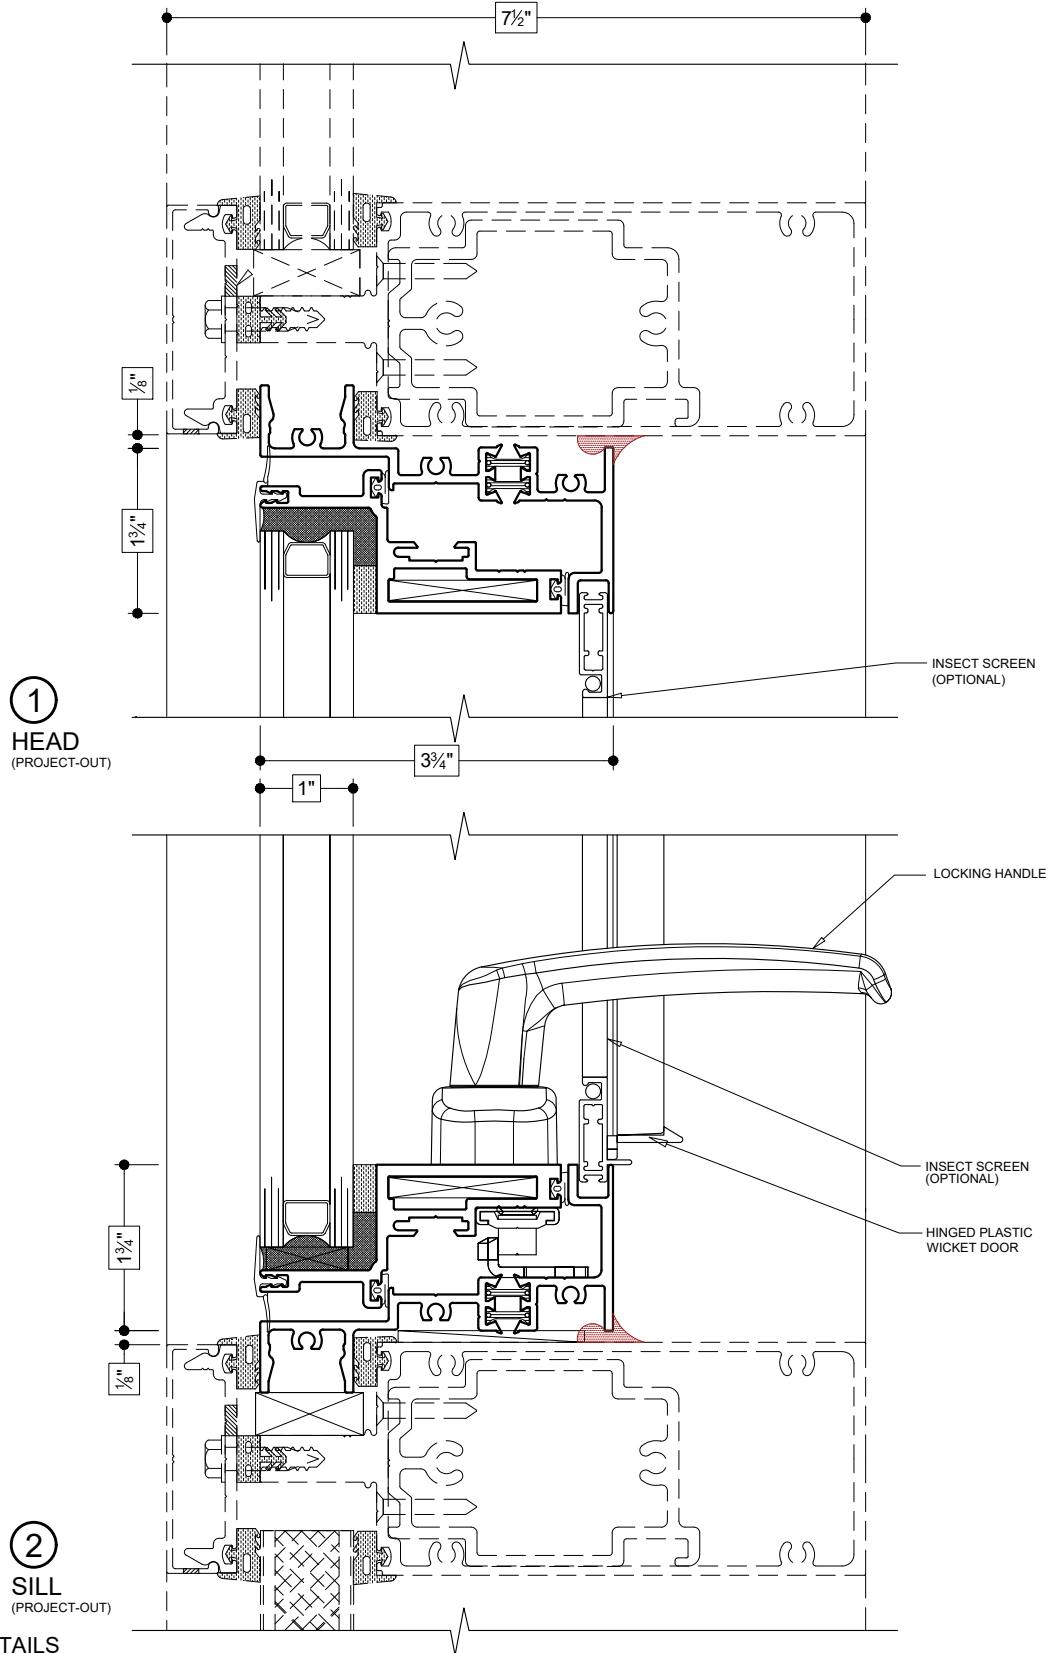 7½"
⅛"
1¾"
INSECT SCREEN
(OPTIONAL)
1
HEAD
(PROJECT-OUT)
3¾"
1"
LOCKING HANDLE
INSECT SCREEN
(OPTIONAL)
1¾"
HINGED PLASTIC
WICKET DOOR
⅛"
2
SILL
(PROJECT-OUT)
TAILS